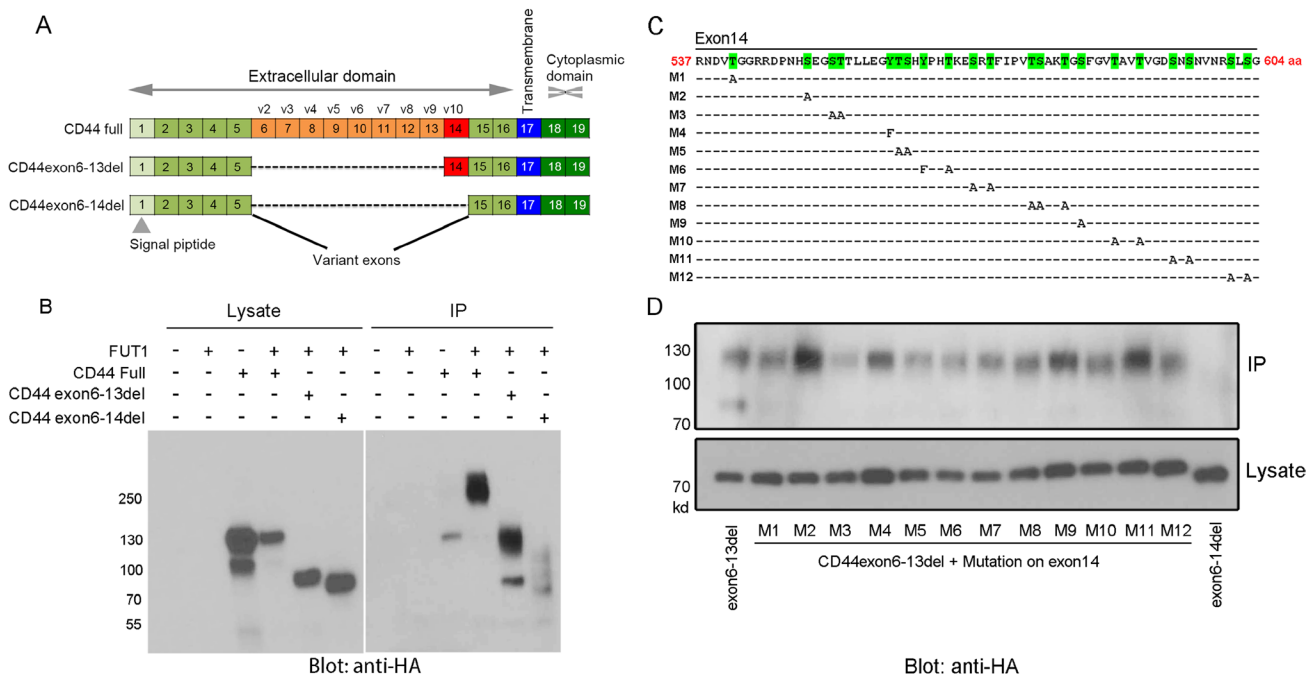 A
Extracellular domain
Transmembrane
Cytoplasmic
domain
v2 v3 v4 v5 v6 v7 v8 v9 v10
CD44 full 1 2 3 4 5 6 7 8 9 10 11 12 13 14 15 16 17 18 19
CD44exon6-13del 1 2 3 4 5 14 15 16 17 18 19
CD44exon6-14del 1 2 3 4 5 15 16 17 18 19
Signal piptide
Variant exons
B
Lysate IP
FUT1 - + - + + + - + - + + +
CD44 Full - - + + - - - - + + - -
CD44 exon6-13del - - - - + - - - - - + -
CD44 exon6-14del - - - - - + - - - - - +
250
130
100
70
55
Blot: anti-HA
C
Exon14
537 RNDVTGGRRDPNHSEGSTTLLEGYTSHYPHTKESRTFIPVTSAKTGSFGVTAVTVGDSNSNVNRSLSG 604 aa
M1 ----A---------------------------------------------------------------
M2 -------------A------------------------------------------------------
M3 ----------------AA--------------------------------------------------
M4 -----------------------F--------------------------------------------
M5 ------------------------AA------------------------------------------
M6 ---------------------------F--A-------------------------------------
M7 ---------------------------------A-A--------------------------------
M8 ----------------------------------------AA--A-----------------------
M9 ----------------------------------------------A---------------------
M10 --------------------------------------------------A--A--------------
M11 ---------------------------------------------------------A-A--------
M12 ----------------------------------------------------------------A-A-
D
130
100
70
IP
70
kd
Lysate
exon6-13del M1 M2 M3 M4 M5 M6 M7 M8 M9 M10 M11 M12 exon6-14del
CD44exon6-13del + Mutation on exon14
Blot: anti-HA